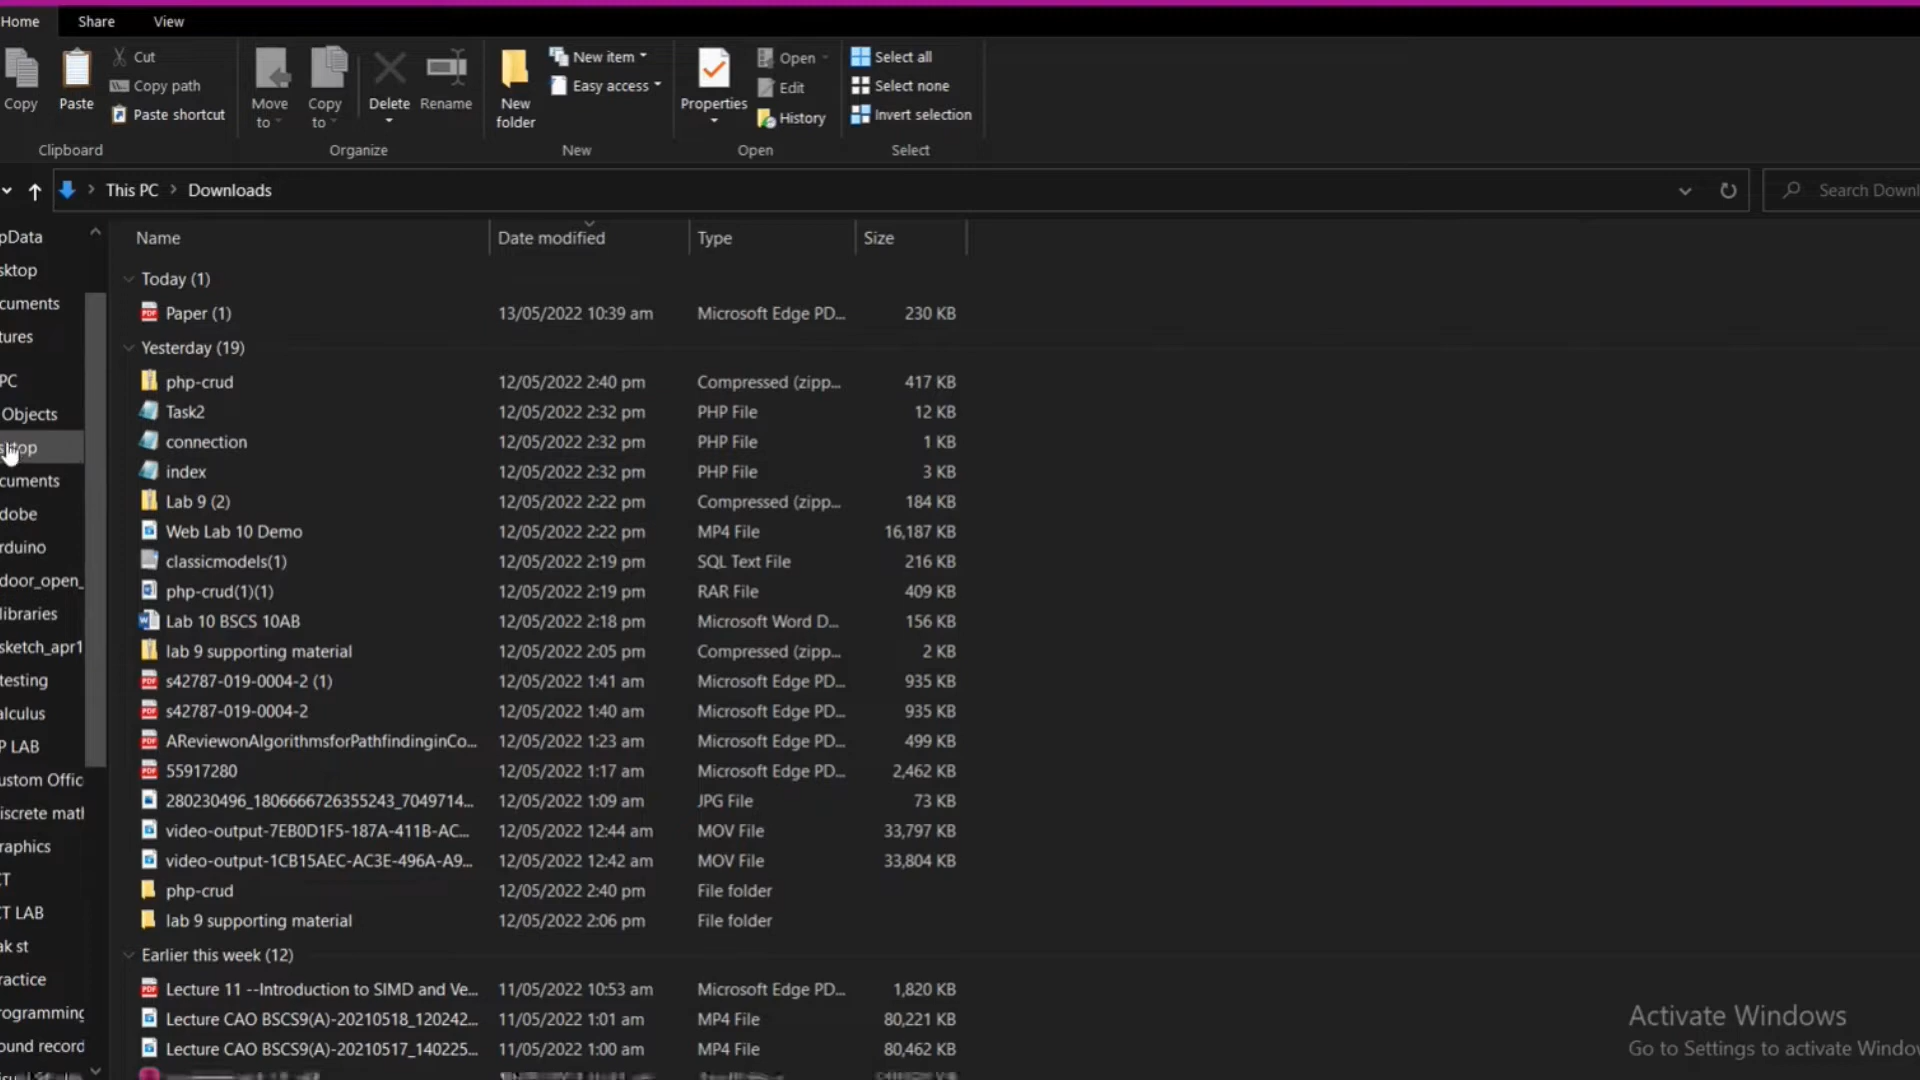 Home Share View
Copy
Paste
Cut
Copy path
Paste shortcut
Clipboard
Move to
Copy to
Delete
Rename
Organize
New folder
New item
Easy access
New
Properties
Open
Edit
History
Open
Select all
Select none
Invert selection
Select
This PC > Downloads
Search Downl
Name Date modified Type Size
Today (1)
Paper (1) 13/05/2022 10:39 am Microsoft Edge PD... 230 KB
Yesterday (19)
php-crud 12/05/2022 2:40 pm Compressed (zipp... 417 KB
Task2 12/05/2022 2:32 pm PHP File 12 KB
connection 12/05/2022 2:32 pm PHP File 1 KB
index 12/05/2022 2:32 pm PHP File 3 KB
Lab 9 (2) 12/05/2022 2:22 pm Compressed (zipp... 184 KB
Web Lab 10 Demo 12/05/2022 2:22 pm MP4 File 16,187 KB
classicmodels(1) 12/05/2022 2:19 pm SQL Text File 216 KB
php-crud(1)(1) 12/05/2022 2:19 pm RAR File 409 KB
Lab 10 BSCS 10AB 12/05/2022 2:18 pm Microsoft Word D... 156 KB
lab 9 supporting material 12/05/2022 2:05 pm Compressed (zipp... 2 KB
s42787-019-0004-2 (1) 12/05/2022 1:41 am Microsoft Edge PD... 935 KB
s42787-019-0004-2 12/05/2022 1:40 am Microsoft Edge PD... 935 KB
AReviewonAlgorithmsforPathfindinginCo... 12/05/2022 1:23 am Microsoft Edge PD... 499 KB
55917280 12/05/2022 1:17 am Microsoft Edge PD... 2,462 KB
280230496_1806666726355243_7049714... 12/05/2022 1:09 am JPG File 73 KB
video-output-7EB0D1F5-187A-411B-AC... 12/05/2022 12:44 am MOV File 33,797 KB
video-output-1CB15AEC-AC3E-496A-A9... 12/05/2022 12:42 am MOV File 33,804 KB
php-crud 12/05/2022 2:40 pm File folder
lab 9 supporting material 12/05/2022 2:06 pm File folder
Earlier this week (12)
Lecture 11 --Introduction to SIMD and Ve... 11/05/2022 10:53 am Microsoft Edge PD... 1,820 KB
Lecture CAO BSCS9(A)-20210518_120242... 11/05/2022 1:01 am MP4 File 80,221 KB
Lecture CAO BSCS9(A)-20210517_140225... 11/05/2022 1:00 am MP4 File 80,462 KB
pData
sktop
cuments
tures
PC
Objects
cuments
dobe
rduino
door_open_
libraries
sketch_apr1
testing
alculus
P LAB
ustom Offic
iscrete mat
raphics
CT
CT LAB
ak st
ractice
rogramming
ound record
Activate Windows
Go to Settings to activate Windo